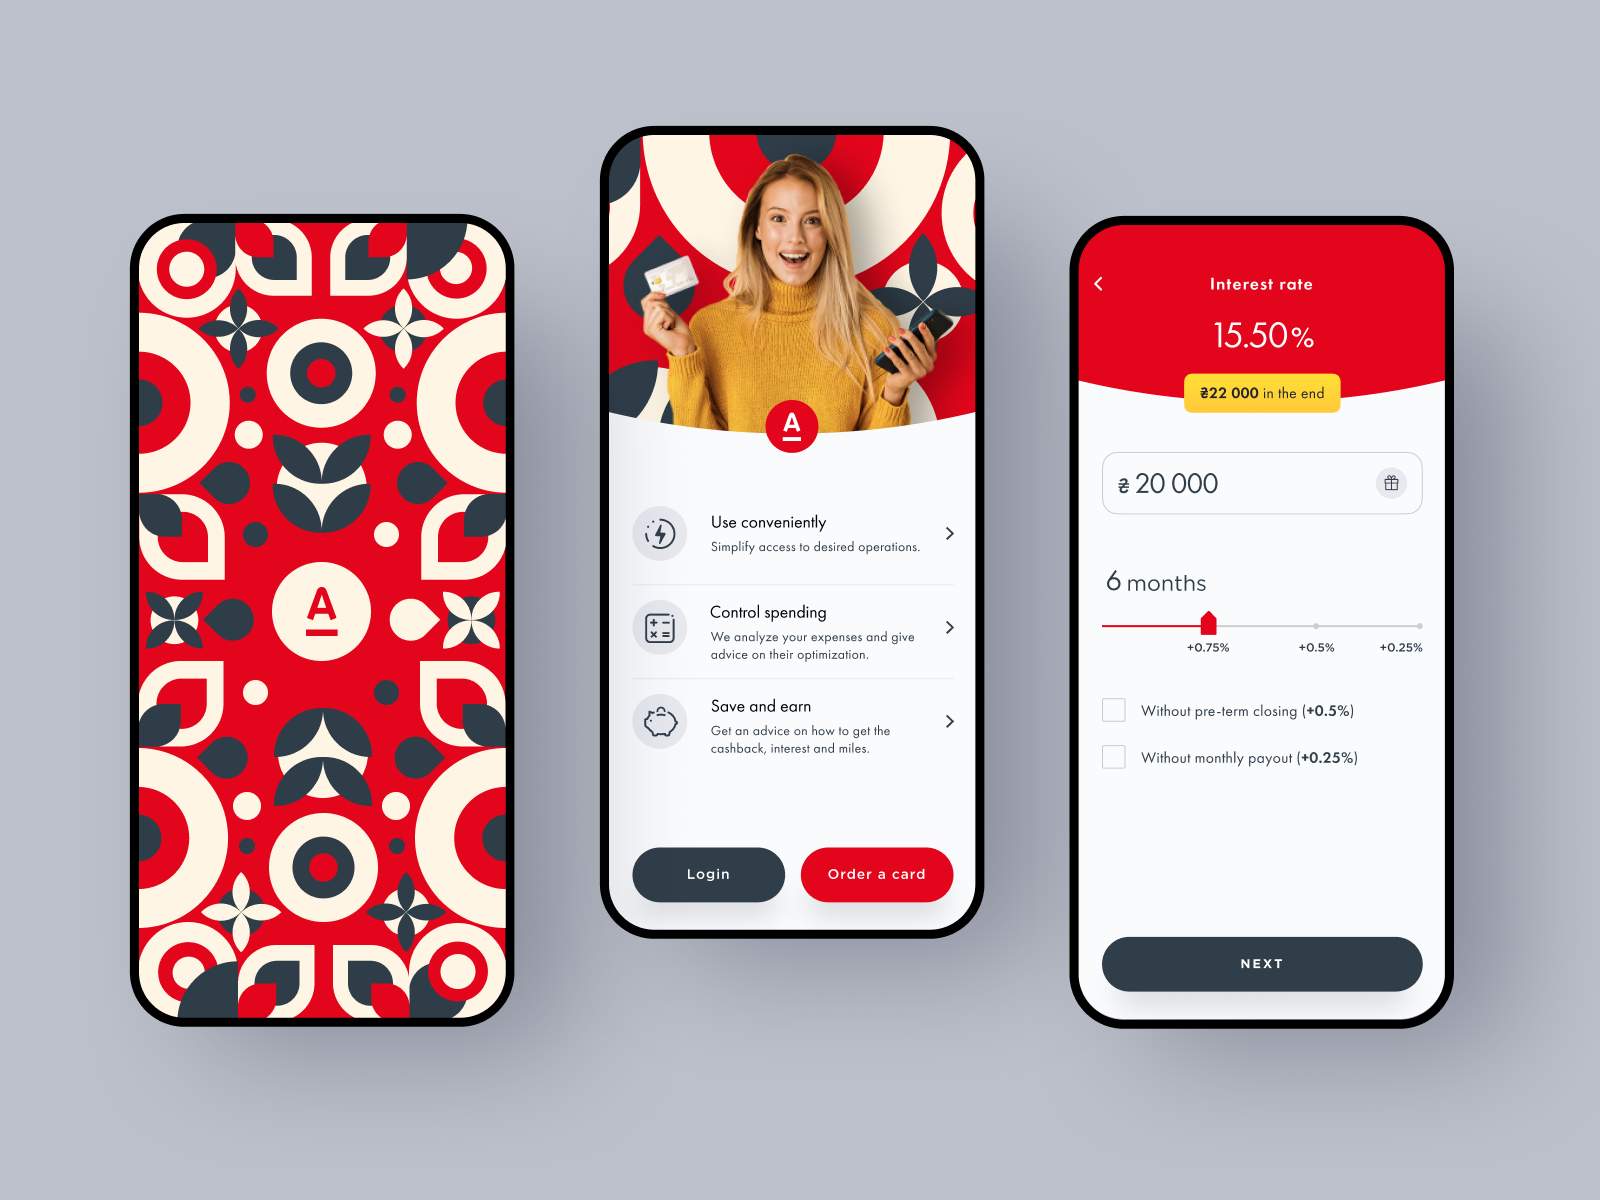 A
A
Use conveniently
Simplify access to desired operations.
Control spending
We analyze your expenses and give
advice on their optimization.
Save and earn
Get an advice on how to get the
cashback, interest and miles.
Login
Order a card
Interest rate
15.50%
₴22 000 in the end
₴ 20 000
6 months
+0.75%
+0.5%
+0.25%
Without pre-term closing (+0.5%)
Without monthly payout (+0.25%)
NEXT